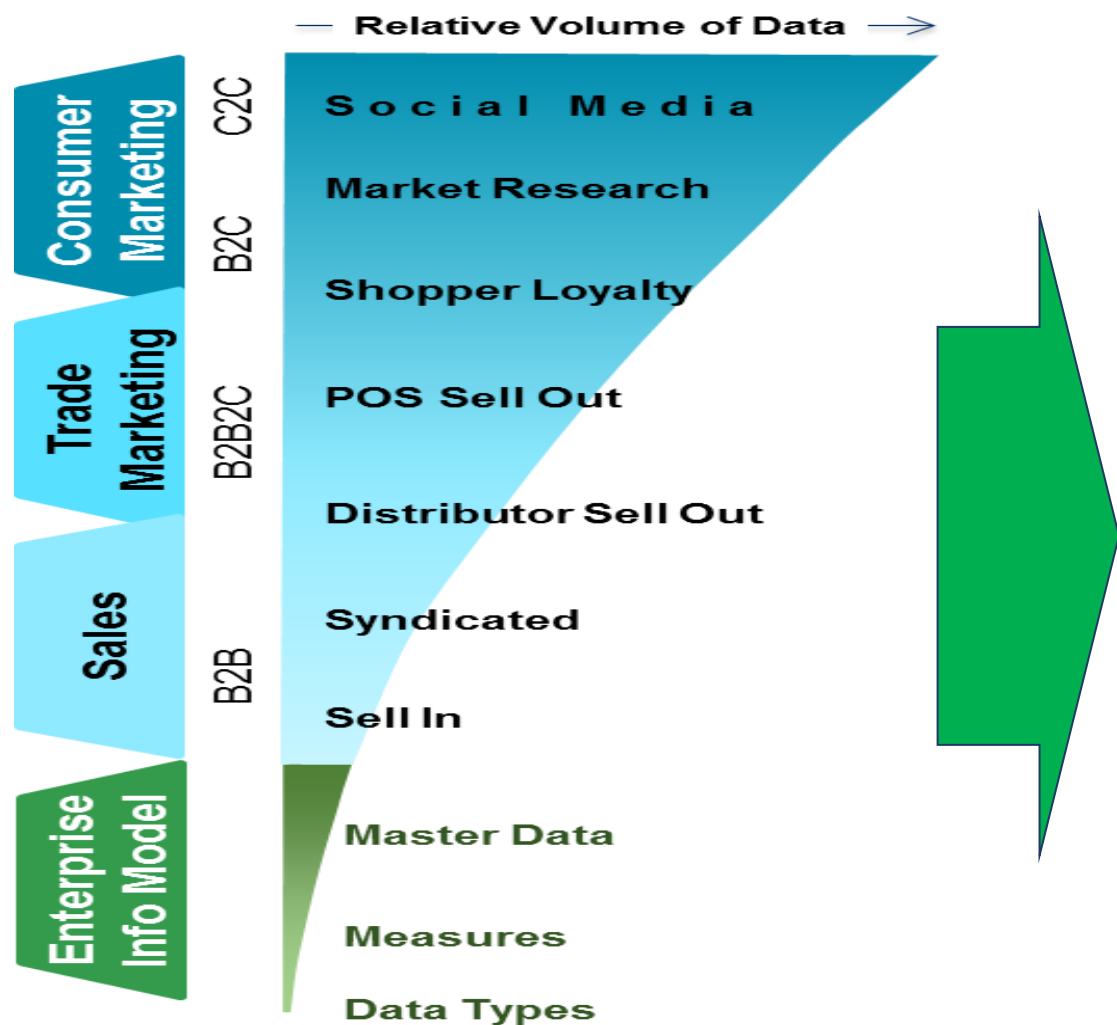 Relative Volume of Data
Consumer
Marketing
C2C
Social Media
Market Research
B2C
Shopper Loyalty
Trade
Marketing
B2B2C
POS Sell Out
Distributor Sell Out
Sales
B2B
Syndicated
Sell In
Enterprise
Info Model
Master Data
Measures
Data Types